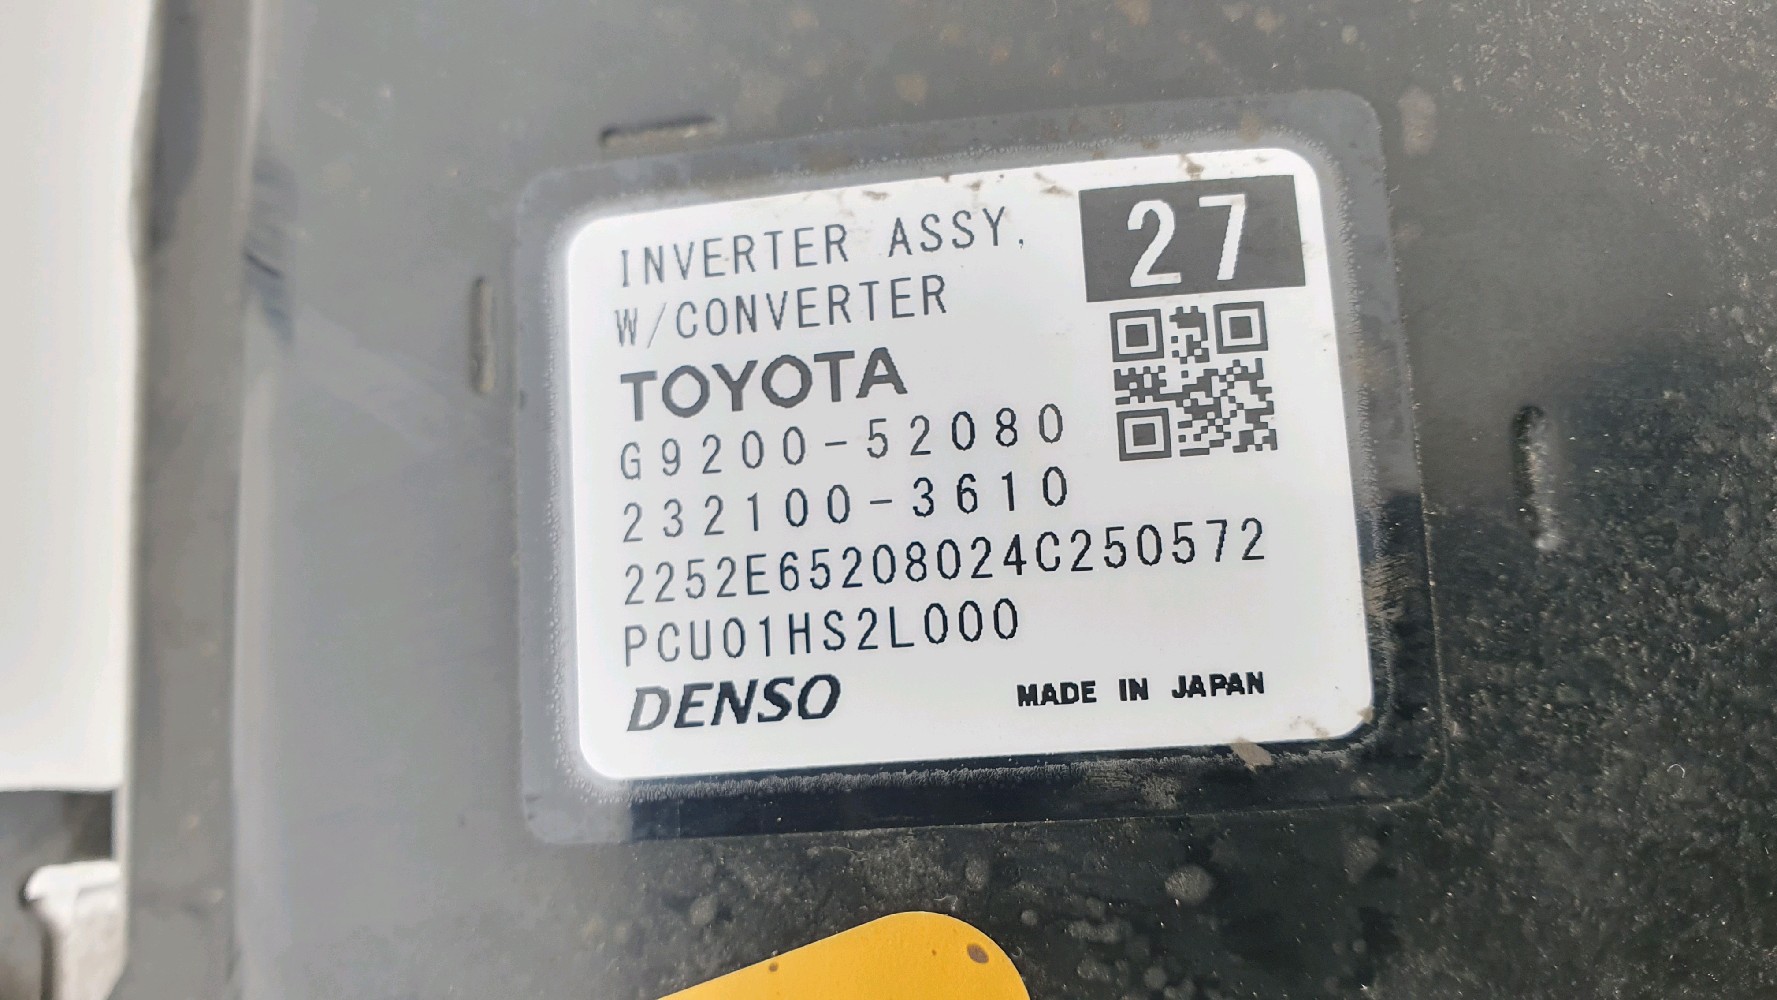 INVERTER ASSY,
27
W/CONVERTER
TOYOTA
G9200-52080
232100-3610
2252E65208024C250572
PCU01HS2L000
DENSO
MADE IN JAPAN